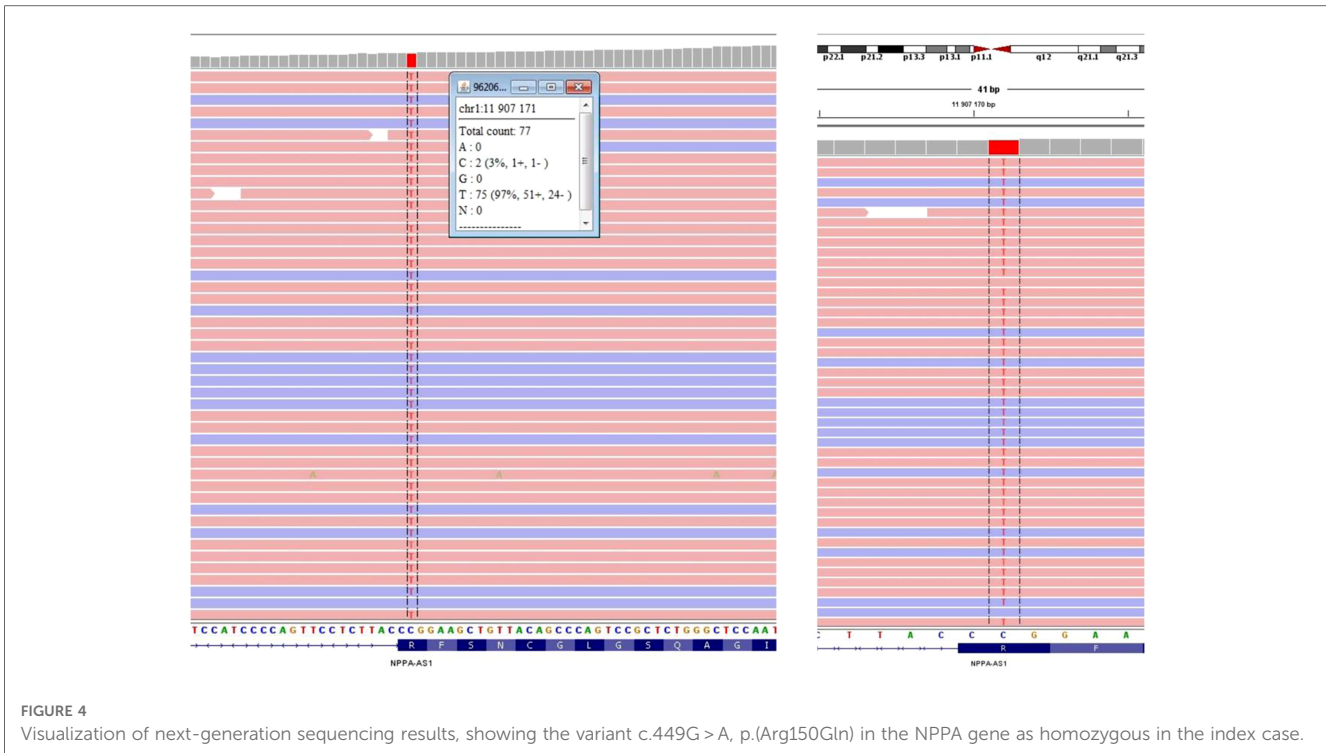 96206...
chr1:11 907 171
Total count: 77
A : 0
C : 2 (3%, 1+, 1- )
G : 0
T : 75 (97%, 51+, 24- )
N : 0
---------------
T
A A A A
TCCATCCCCAGTTCCTCTTACCCGGAAGCTGTTACAGCCCAGTCCGCTCTGGGCTCCAAT
R F S N C G L G S Q A G I
NPPA-AS1
p22.1 p21.2 p13.3 p13.1 p11.1 q12 q21.1 q21.3
41 bp
11 907 170 bp
T
C T T A C C C G G A A
R F
NPPA-AS1
FIGURE 4
Visualization of next-generation sequencing results, showing the variant c.449G > A, p.(Arg150Gln) in the NPPA gene as homozygous in the index case.